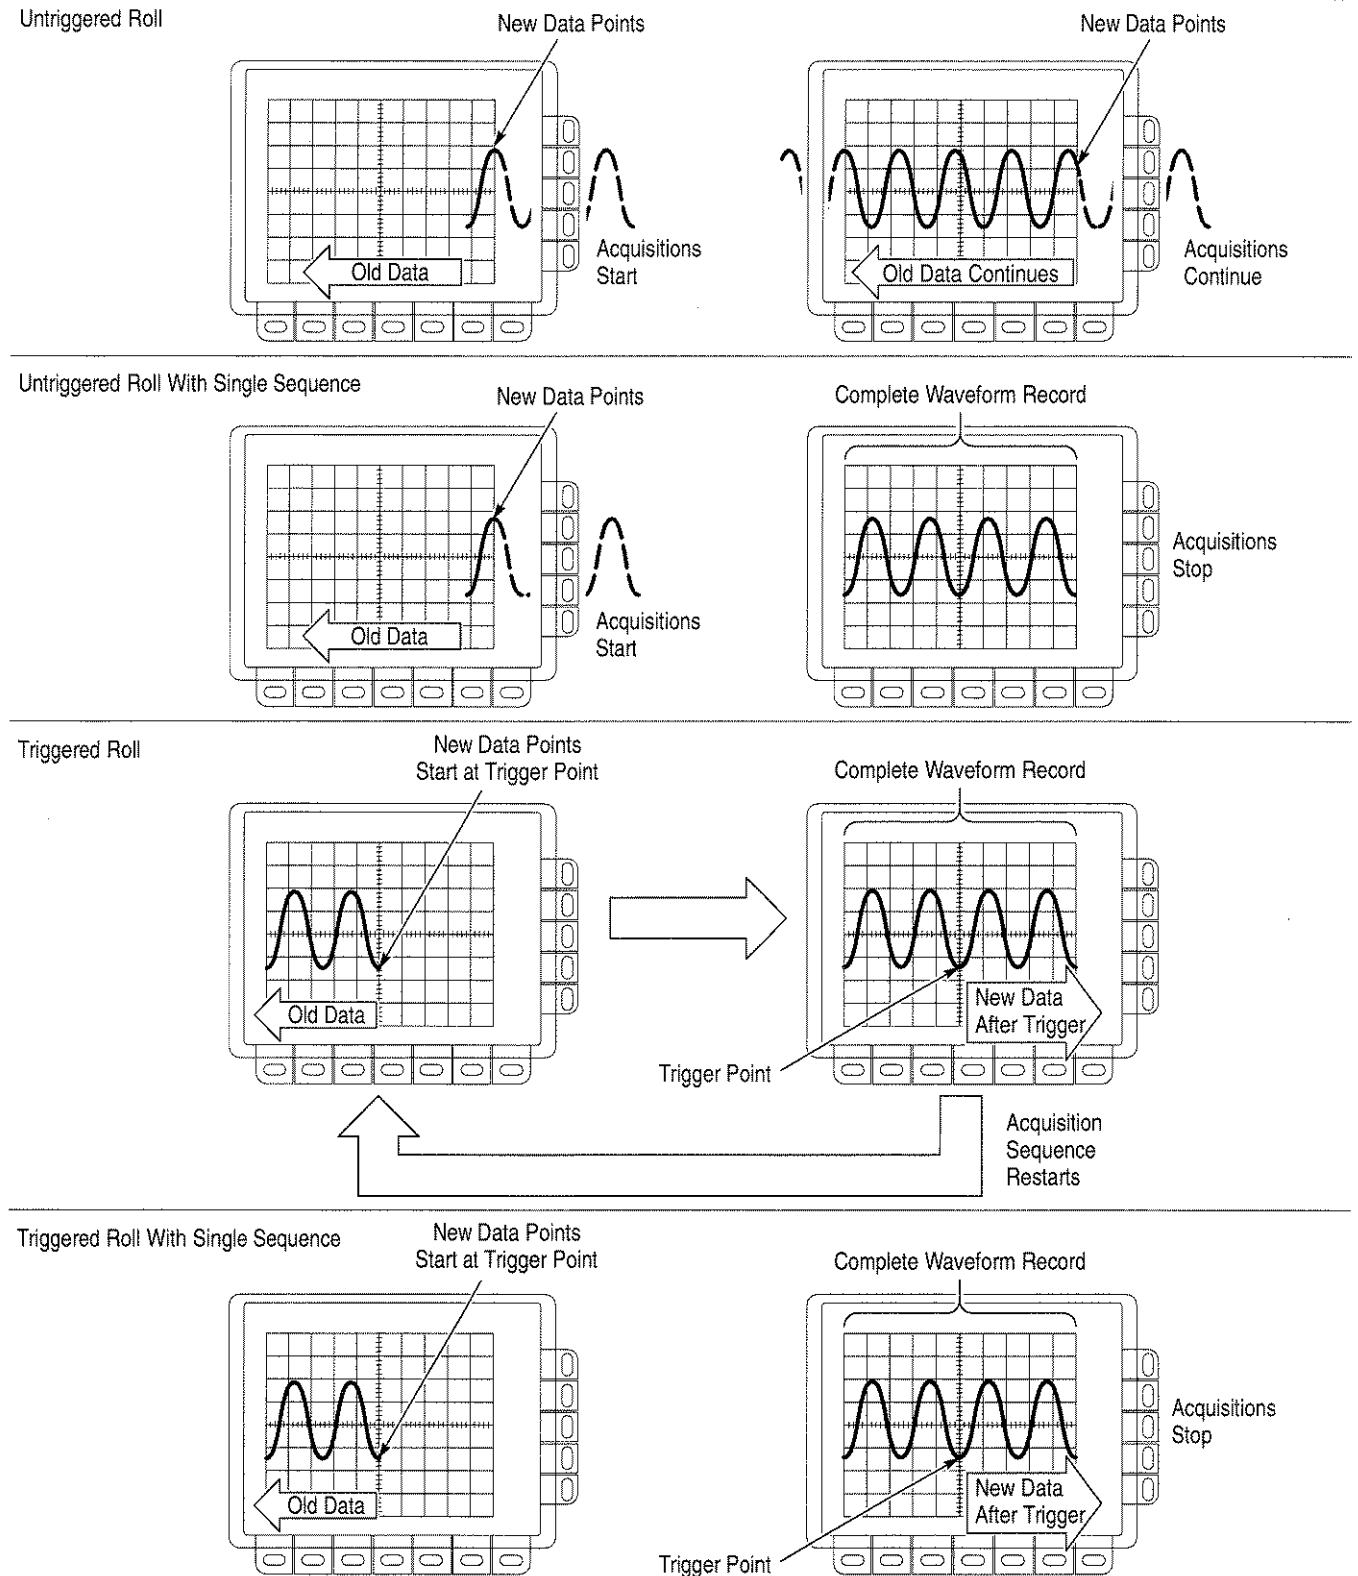 Untriggered Roll
New Data Points
New Data Points
Old Data
Acquisitions
Start
Old Data Continues
Acquisitions
Continue
Untriggered Roll With Single Sequence
New Data Points
Complete Waveform Record
Old Data
Acquisitions
Start
Acquisitions
Stop
Triggered Roll
New Data Points
Start at Trigger Point
Complete Waveform Record
Old Data
New Data
After Trigger
Trigger Point
Acquisition
Sequence
Restarts
Triggered Roll With Single Sequence
New Data Points
Start at Trigger Point
Complete Waveform Record
Old Data
New Data
After Trigger
Acquisitions
Stop
Trigger Point